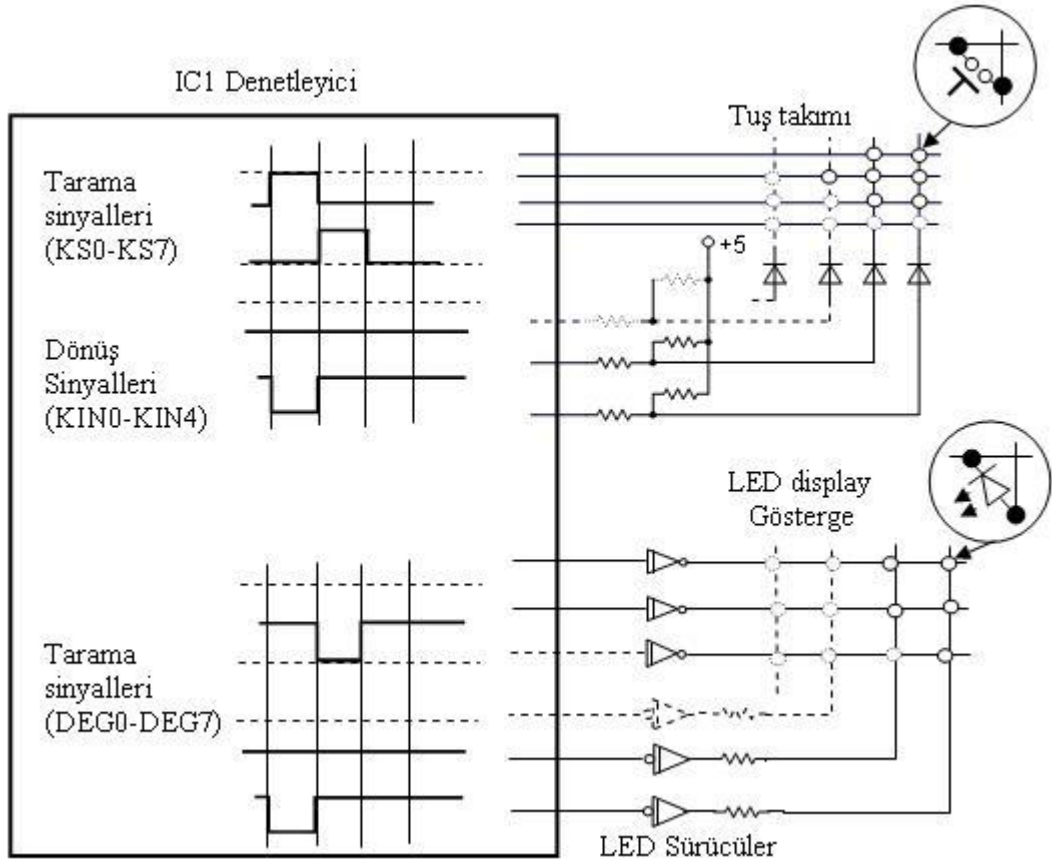 IC1 Denetleyici
Tuş takımı
Tarama
sinyalleri
(KS0-KS7)
+5
Dönüş
Sinyalleri
(KIN0-KIN4)
LED display
Gösterge
Tarama
sinyalleri
(DEG0-DEG7)
LED Sürücüler